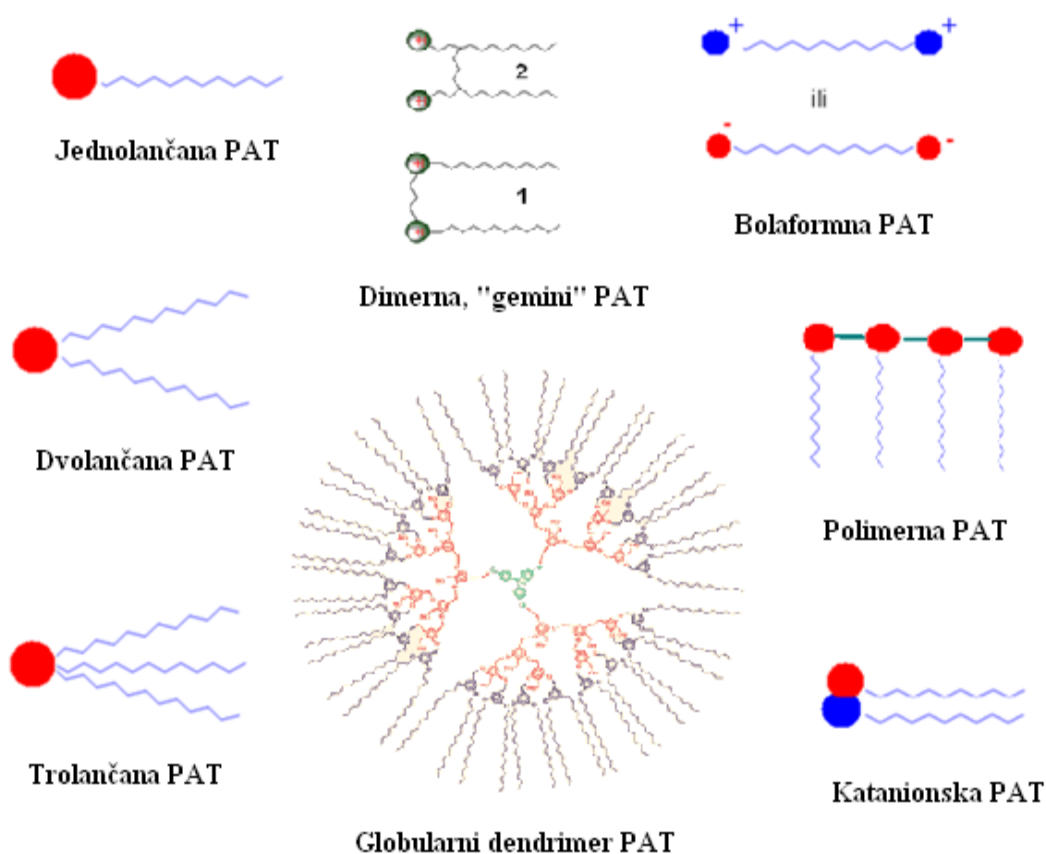 +
+
2
ili
Jednolančana PAT
-
-
1
Bolaformna PAT
Dimerna, "gemini" PAT
Dvolančana PAT
Polimerna PAT
Trolančana PAT
Katanionska PAT
Globularni dendrimer PAT